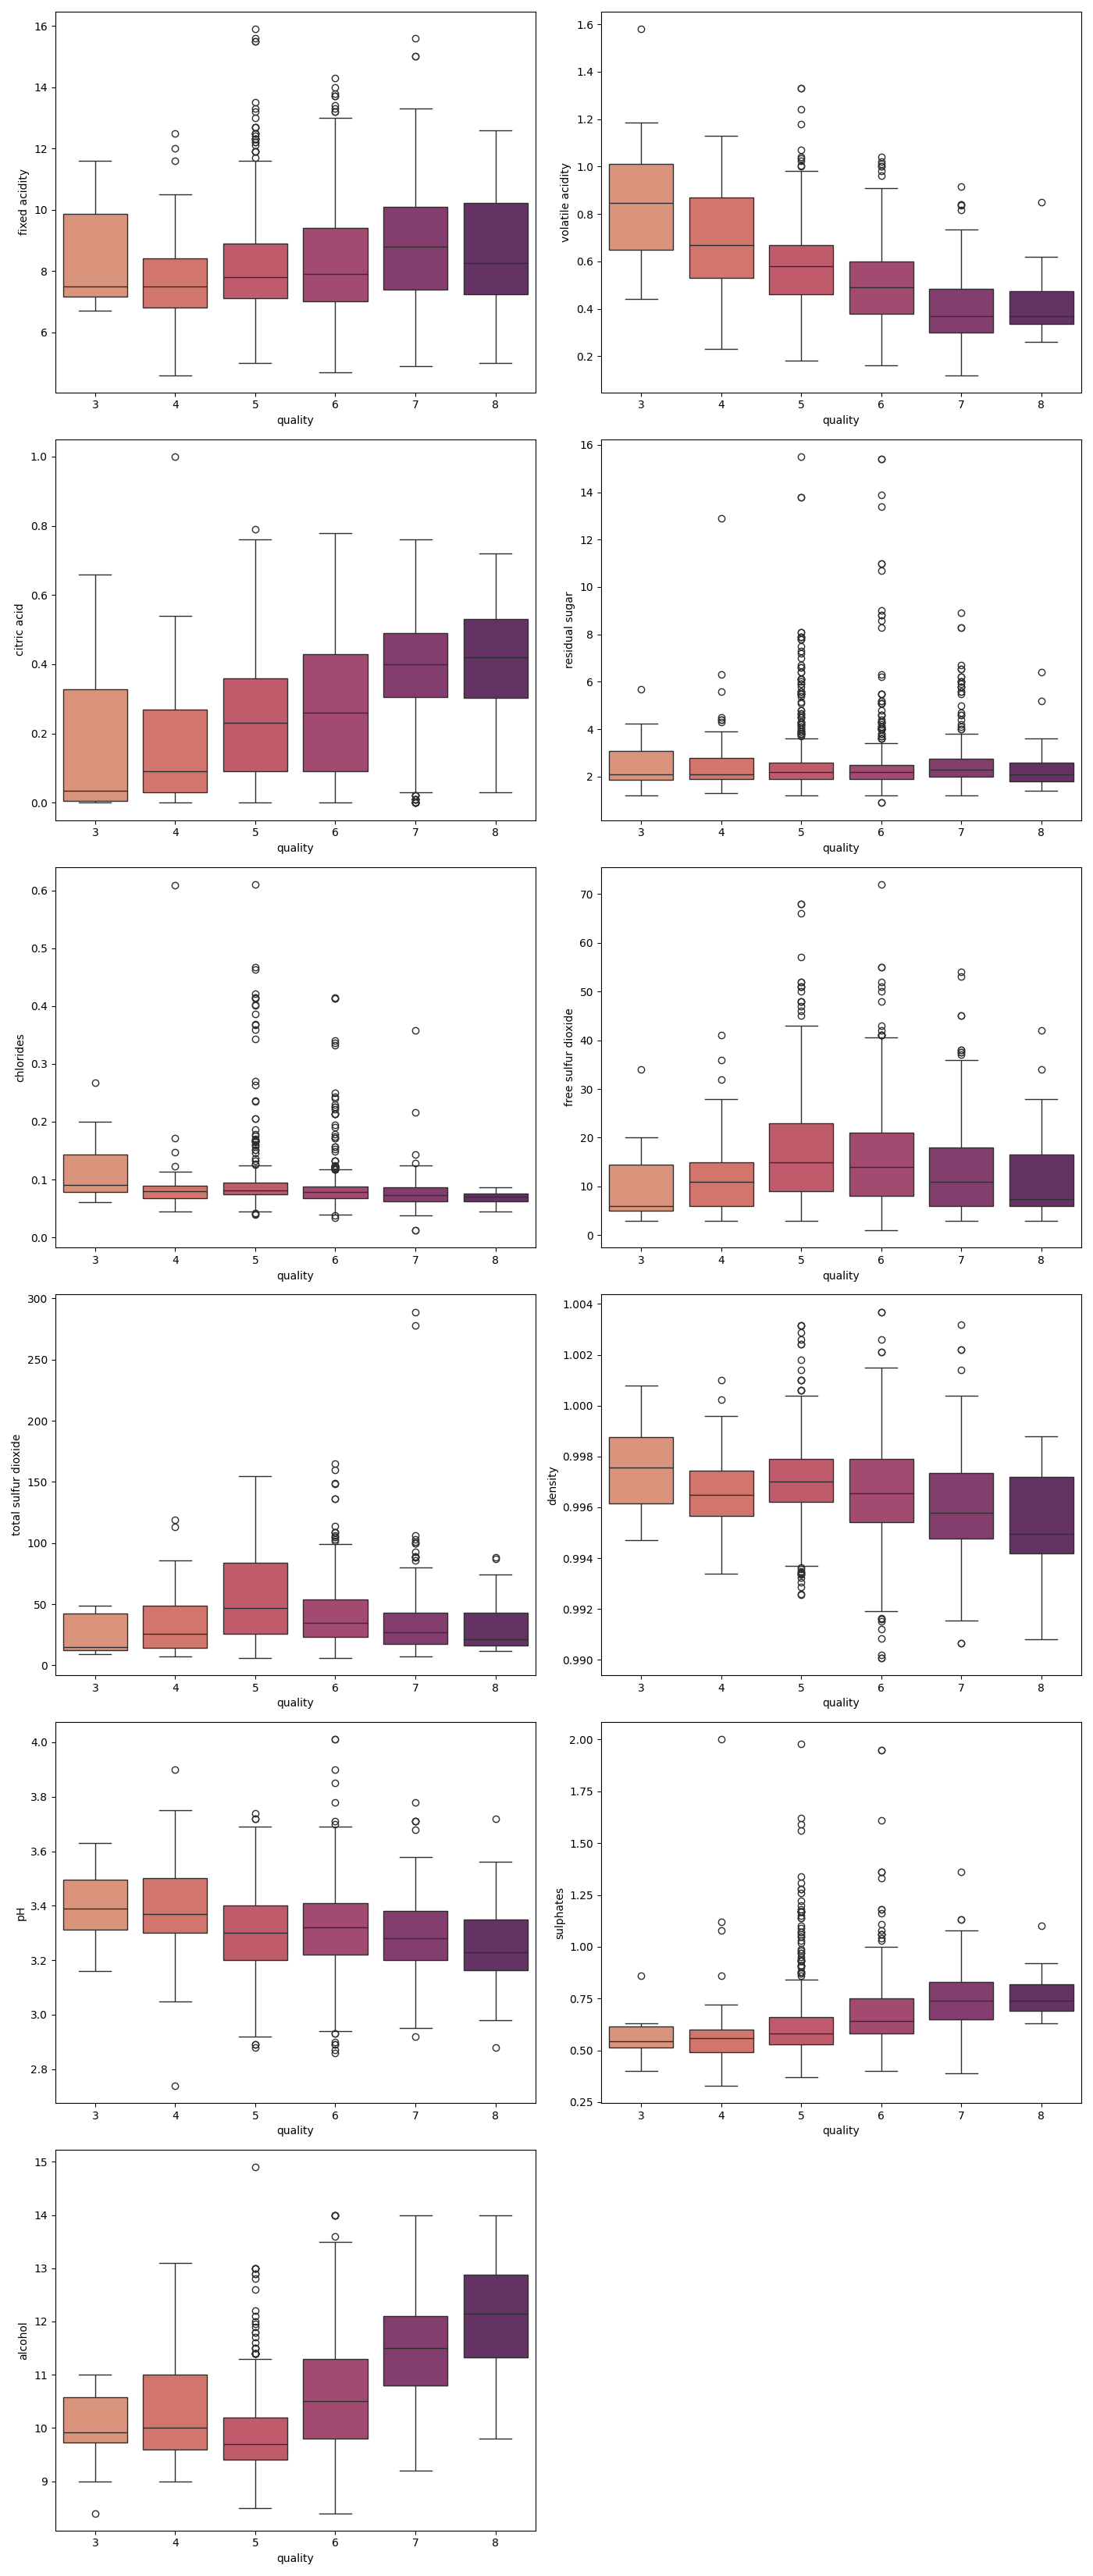 16
14
12
10
8
6
fixed acidity
3 4 5 6 7 8
quality
1.6
1.4
1.2
1.0
0.8
0.6
0.4
0.2
volatile acidity
3 4 5 6 7 8
quality
1.0
0.8
0.6
0.4
0.2
0.0
citric acid
3 4 5 6 7 8
quality
16
14
12
10
8
6
4
2
residual sugar
3 4 5 6 7 8
quality
0.6
0.5
0.4
0.3
0.2
0.1
0.0
chlorides
3 4 5 6 7 8
quality
70
60
50
40
30
20
10
0
free sulfur dioxide
3 4 5 6 7 8
quality
300
250
200
150
100
50
0
total sulfur dioxide
3 4 5 6 7 8
quality
1.004
1.002
1.000
0.998
0.996
0.994
0.992
0.990
density
3 4 5 6 7 8
quality
4.0
3.8
3.6
3.4
3.2
3.0
2.8
pH
3 4 5 6 7 8
quality
2.00
1.75
1.50
1.25
1.00
0.75
0.50
0.25
sulphates
3 4 5 6 7 8
quality
15
14
13
12
11
10
9
alcohol
3 4 5 6 7 8
quality